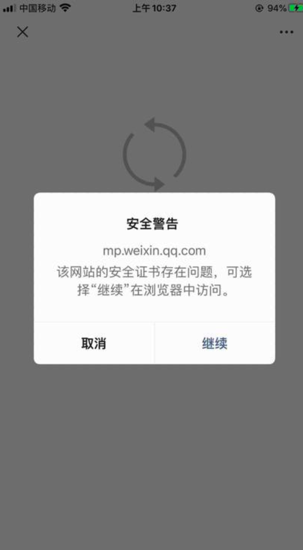 中国移动 上午10:37 94%
安全警告
mp.weixin.qq.com
该网站的安全证书存在问题，可选
择“继续”在浏览器中访问。
取消 继续